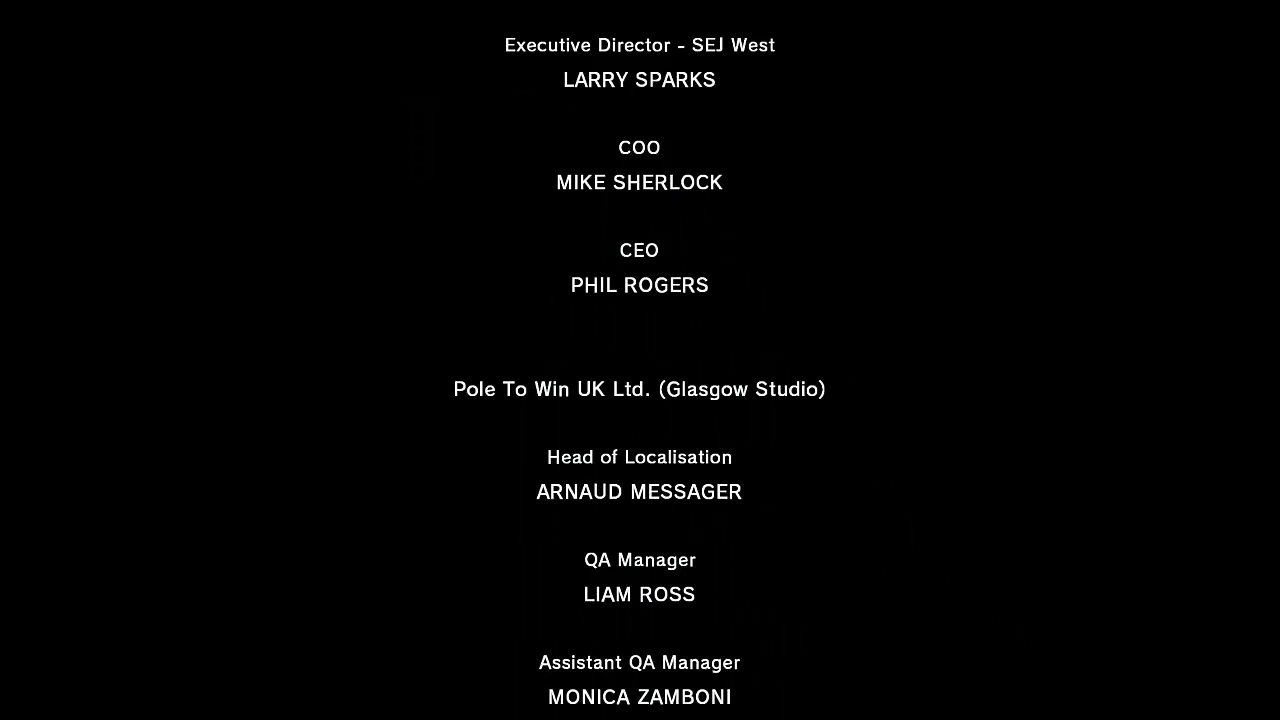 Executive Director - SEJ West
LARRY SPARKS
COO
MIKE SHERLOCK
CEO
PHIL ROGERS
Pole To Win UK Ltd. (Glasgow Studio)
Head of Localisation
ARNAUD MESSAGER
QA Manager
LIAM ROSS
Assistant QA Manager
MONICA ZAMBONI